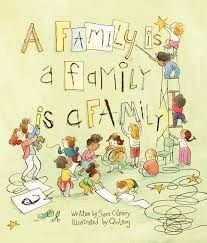 A FAMiLY is
a fAMiLY
is a FAMILY
Written by Sara O'Leary
Illustrated by Qin Leng